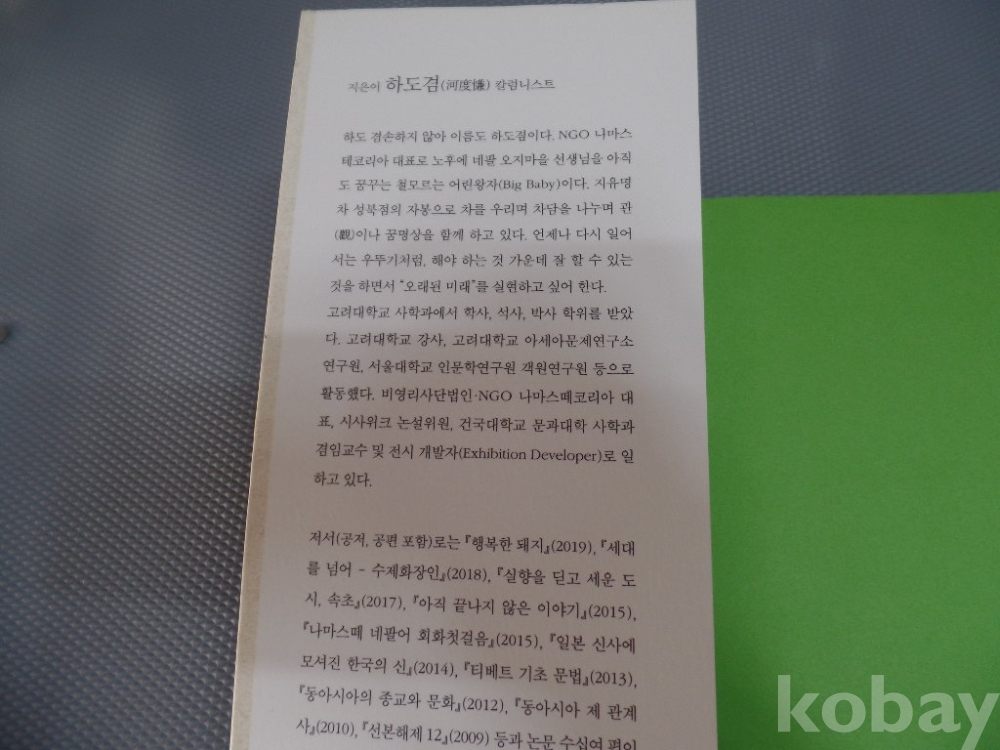 지은이 하도겸(河度慊) 칼럼니스트
하도 겸손하지 않아 이름도 하도겸이다. NGO 나마스
테코리아 대표로 노후에 네팔 오지마을 선생님을 아직
도 꿈꾸는 철모르는 어린왕자(Big Baby)이다. 지유명
차 성북점의 자봉으로 차를 우리며 차담을 나누며 관
(觀)이나 꿈명상을 함께 하고 있다. 언제나 다시 일어
서는 우뚜기처럼, 해야 하는 것 가운데 잘 할 수 있는
것을 하면서 “오래된 미래”를 실현하고 싶어 한다.
고려대학교 사학과에서 학사, 석사, 박사 학위를 받았
다. 고려대학교 강사, 고려대학교 아세아문제연구소
연구원, 서울대학교 인문학연구원 객원연구원 등으로
활동했다. 비영리사단법인·NGO 나마스떼코리아 대
표, 시사위크 논설위원, 건국대학교 문과대학 사학과
겸임교수 및 전시 개발자(Exhibition Developer)로 일
하고 있다.
저서(공저, 공편 포함)로는 『행복한 돼지』(2019), 『세대
를 넘어 - 수제화장인』(2018), 『실향을 딛고 세운 도
시, 속초』(2017), 『아직 끝나지 않은 이야기』(2015),
『나마스떼 네팔어 회화첫걸음』(2015), 『일본 신사에
모셔진 한국의 신』(2014), 『티베트 기초 문법』(2013),
『동아시아의 종교와 문화』(2012), 『동아시아 제 관계
사』(2010), 『선본해제 12』(2009) 등과 논문 수십여 편이
kobay